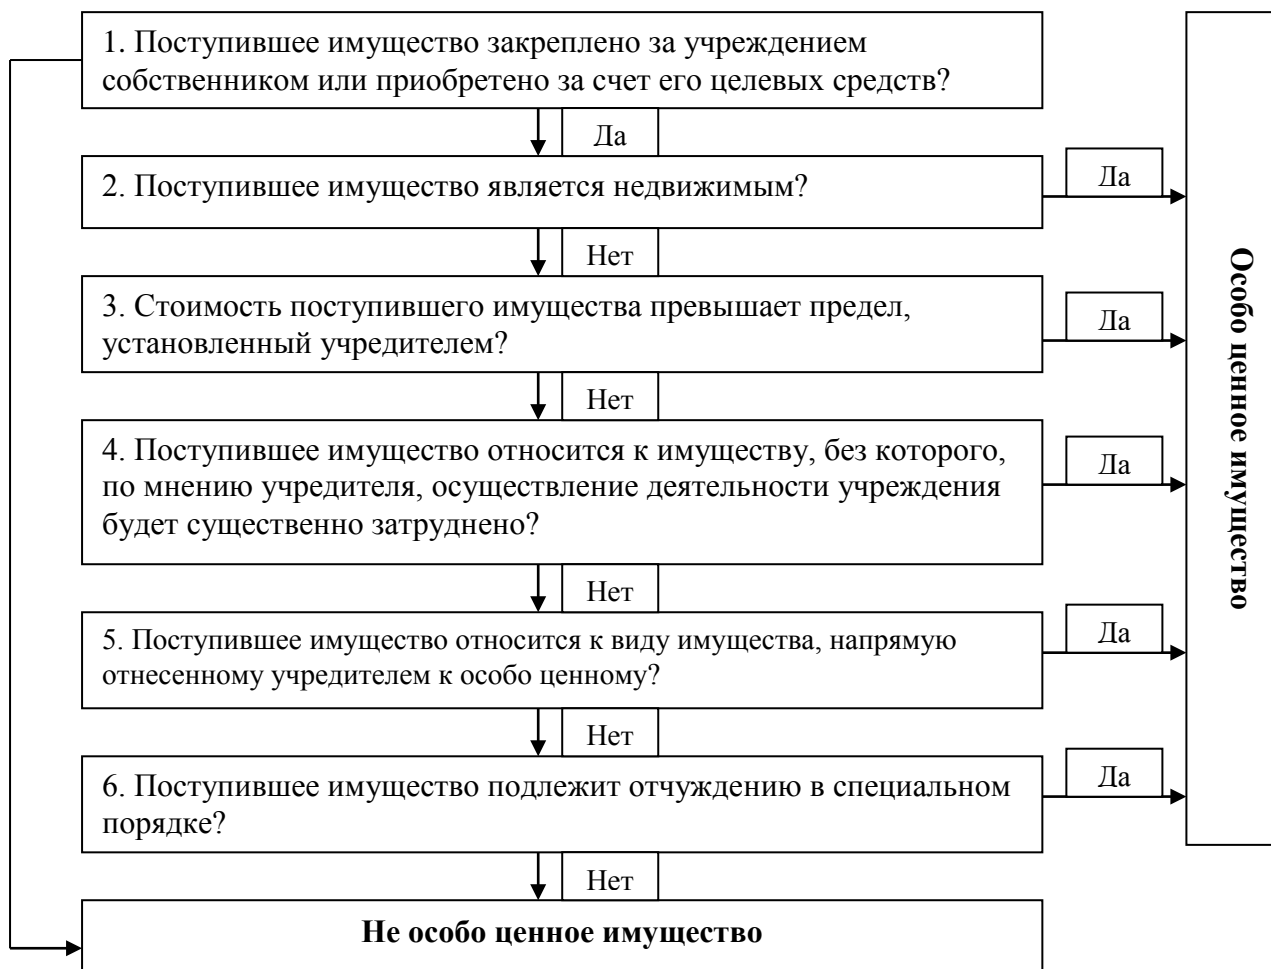 1. Поступившее имущество закреплено за учреждением
собственником или приобретено за счет его целевых средств?
Да
2. Поступившее имущество является недвижимым?
Да
Нет
3. Стоимость поступившего имущества превышает предел,
установленный учредителем?
Да
Нет
4. Поступившее имущество относится к имуществу, без которого,
по мнению учредителя, осуществление деятельности учреждения
будет существенно затруднено?
Да
Нет
5. Поступившее имущество относится к виду имущества, напрямую
отнесенному учредителем к особо ценному?
Да
Нет
6. Поступившее имущество подлежит отчуждению в специальном
порядке?
Да
Нет
Не особо ценное имущество
Особо ценное имущество